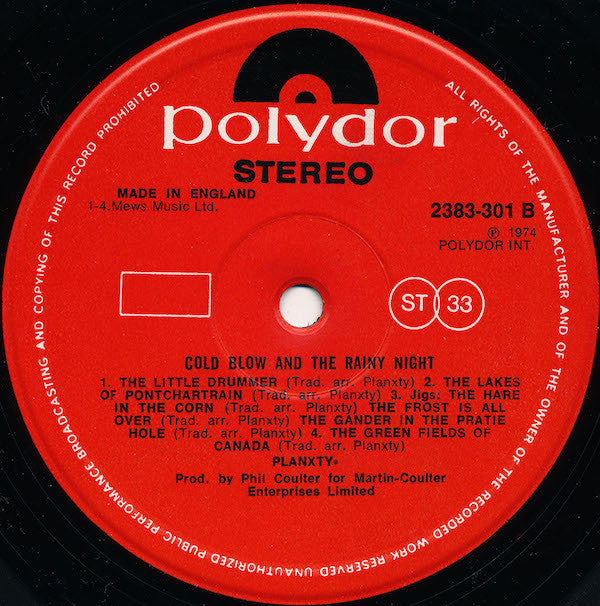 polydor
STEREO
MADE IN ENGLAND
1-4.Mews Music Ltd.
2383-301 B
Ⓟ 1974
POLYDOR INT.
ST 33
COLD BLOW AND THE RAINY NIGHT
1. THE LITTLE DRUMMER (Trad. arr. Planxty) 2. THE LAKES
OF PONTCHARTRAIN (Trad. arr. Planxty) 3. Jigs: THE HARE
IN THE CORN (Trad. arr. Planxty) THE FROST IS ALL
OVER (Trad. arr. Planxty) THE GANDER IN THE PRATIE
HOLE (Trad. arr. Planxty) 4. THE GREEN FIELDS OF
CANADA (Trad. arr. Planxty)
PLANXTY®
Prod. by Phil Coulter for Martin-Coulter
Enterprises Limited
ALL RIGHTS OF THE MANUFACTURER AND OF THE OWNER OF THE RECORDED WORK RESERVED UNAUTHORIZED PUBLIC PERFORMANCE BROADCASTING AND COPYING OF THIS RECORD PROHIBITED